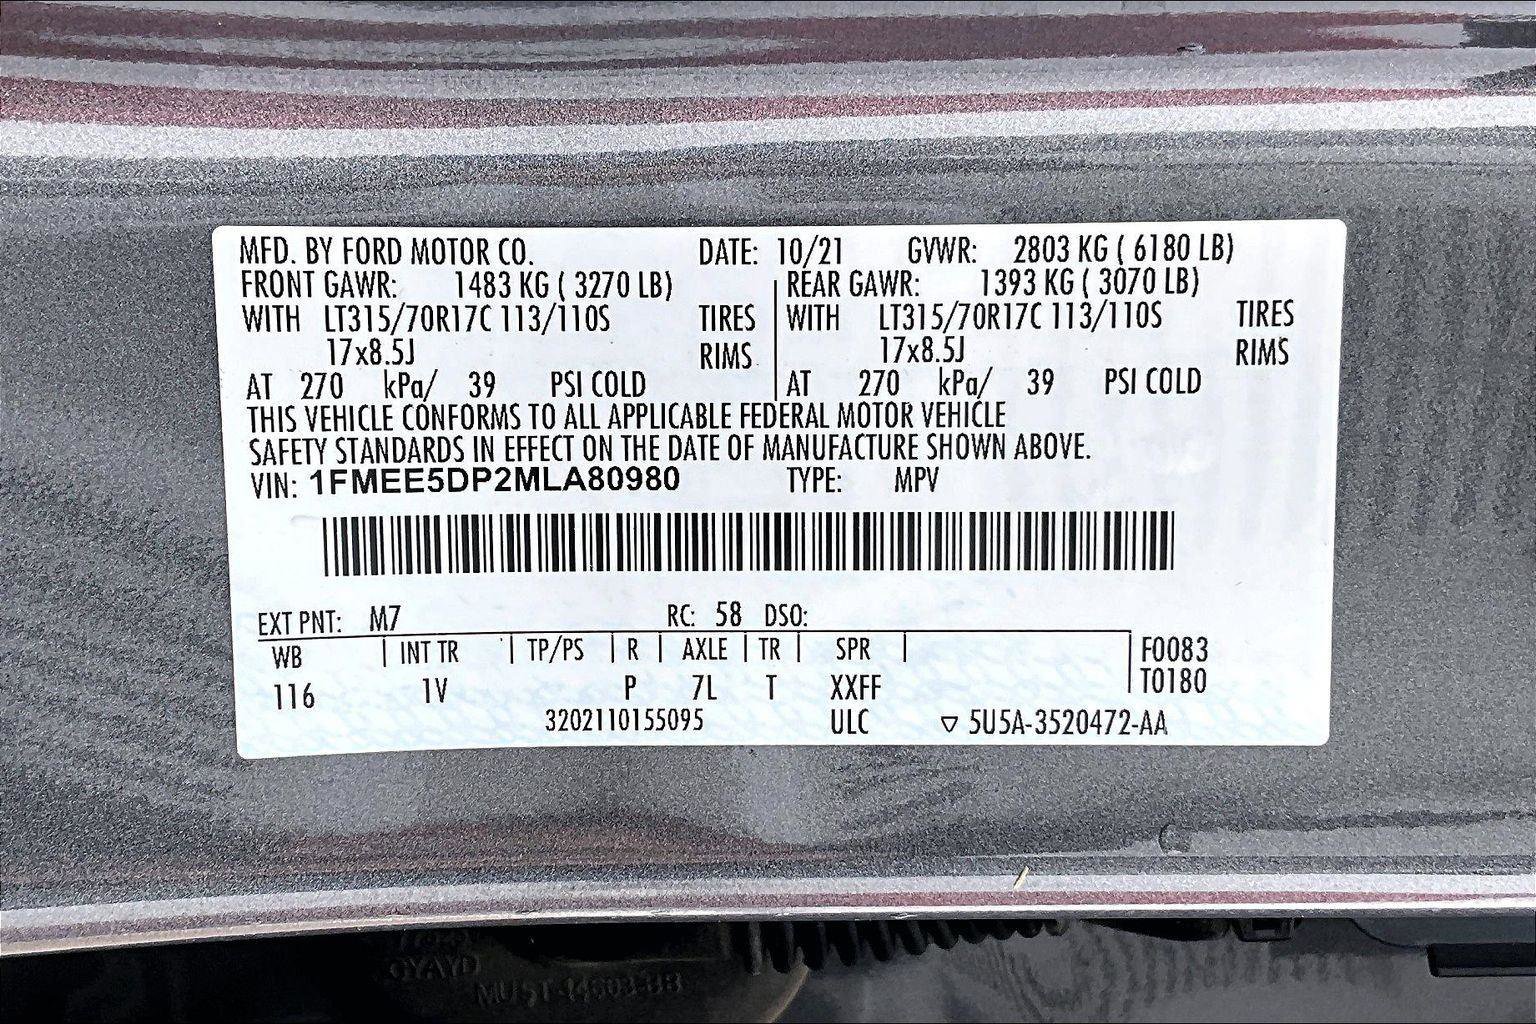 MFD. BY FORD MOTOR CO. DATE: 10/21 GVWR: 2803 KG ( 6180 LB)
FRONT GAWR: 1483 KG ( 3270 LB) REAR GAWR: 1393 KG ( 3070 LB)
WITH LT315/70R17C 113/110S TIRES WITH LT315/70R17C 113/110S TIRES
17x8.5J RIMS 17x8.5J RIMS
AT 270 kPa/ 39 PSI COLD AT 270 kPa/ 39 PSI COLD
THIS VEHICLE CONFORMS TO ALL APPLICABLE FEDERAL MOTOR VEHICLE
SAFETY STANDARDS IN EFFECT ON THE DATE OF MANUFACTURE SHOWN ABOVE.
VIN: 1FMEE5DP2MLA80980 TYPE: MPV
EXT PNT: M7 RC: 58 DSO:
WB | INT TR | TP/PS | R | AXLE | TR | SPR | F0083
116 1V P 7L T XXFF T0180
3202110155095 ULC ▽ 5U5A-3520472-AA